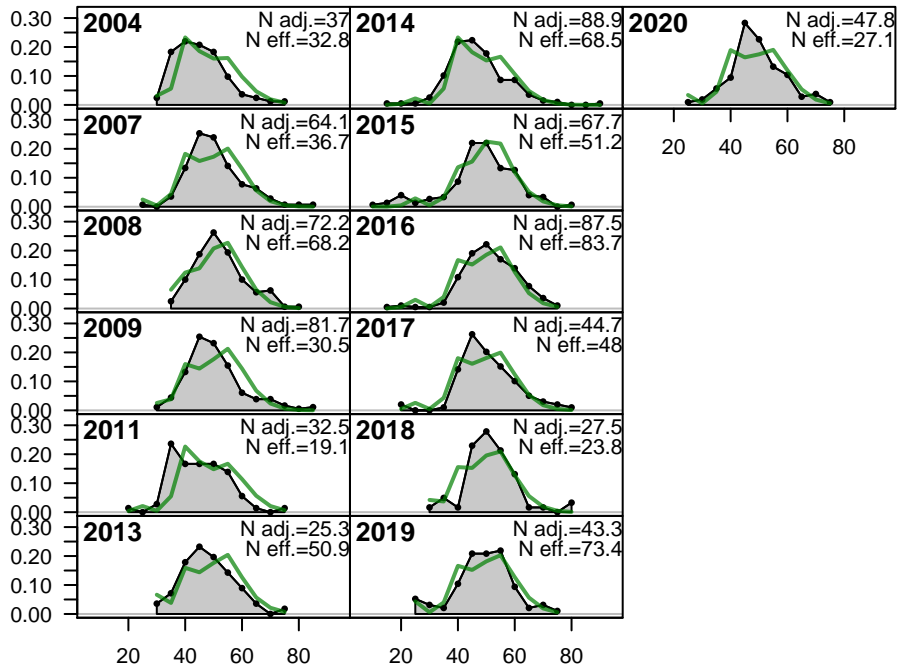 0.30
0.20
0.10
0.00
2004
N adj.=37
N eff.=32.8
2014
N adj.=88.9
N eff.=68.5
2020
N adj.=47.8
N eff.=27.1
20 40 60 80
0.30
0.20
0.10
0.00
2007
N adj.=64.1
N eff.=36.7
2015
N adj.=67.7
N eff.=51.2
0.30
0.20
0.10
0.00
2008
N adj.=72.2
N eff.=68.2
2016
N adj.=87.5
N eff.=83.7
0.30
0.20
0.10
0.00
2009
N adj.=81.7
N eff.=30.5
2017
N adj.=44.7
N eff.=48
0.30
0.20
0.10
0.00
2011
N adj.=32.5
N eff.=19.1
2018
N adj.=27.5
N eff.=23.8
0.30
0.20
0.10
0.00
2013
N adj.=25.3
N eff.=50.9
2019
N adj.=43.3
N eff.=73.4
20 40 60 80 20 40 60 80